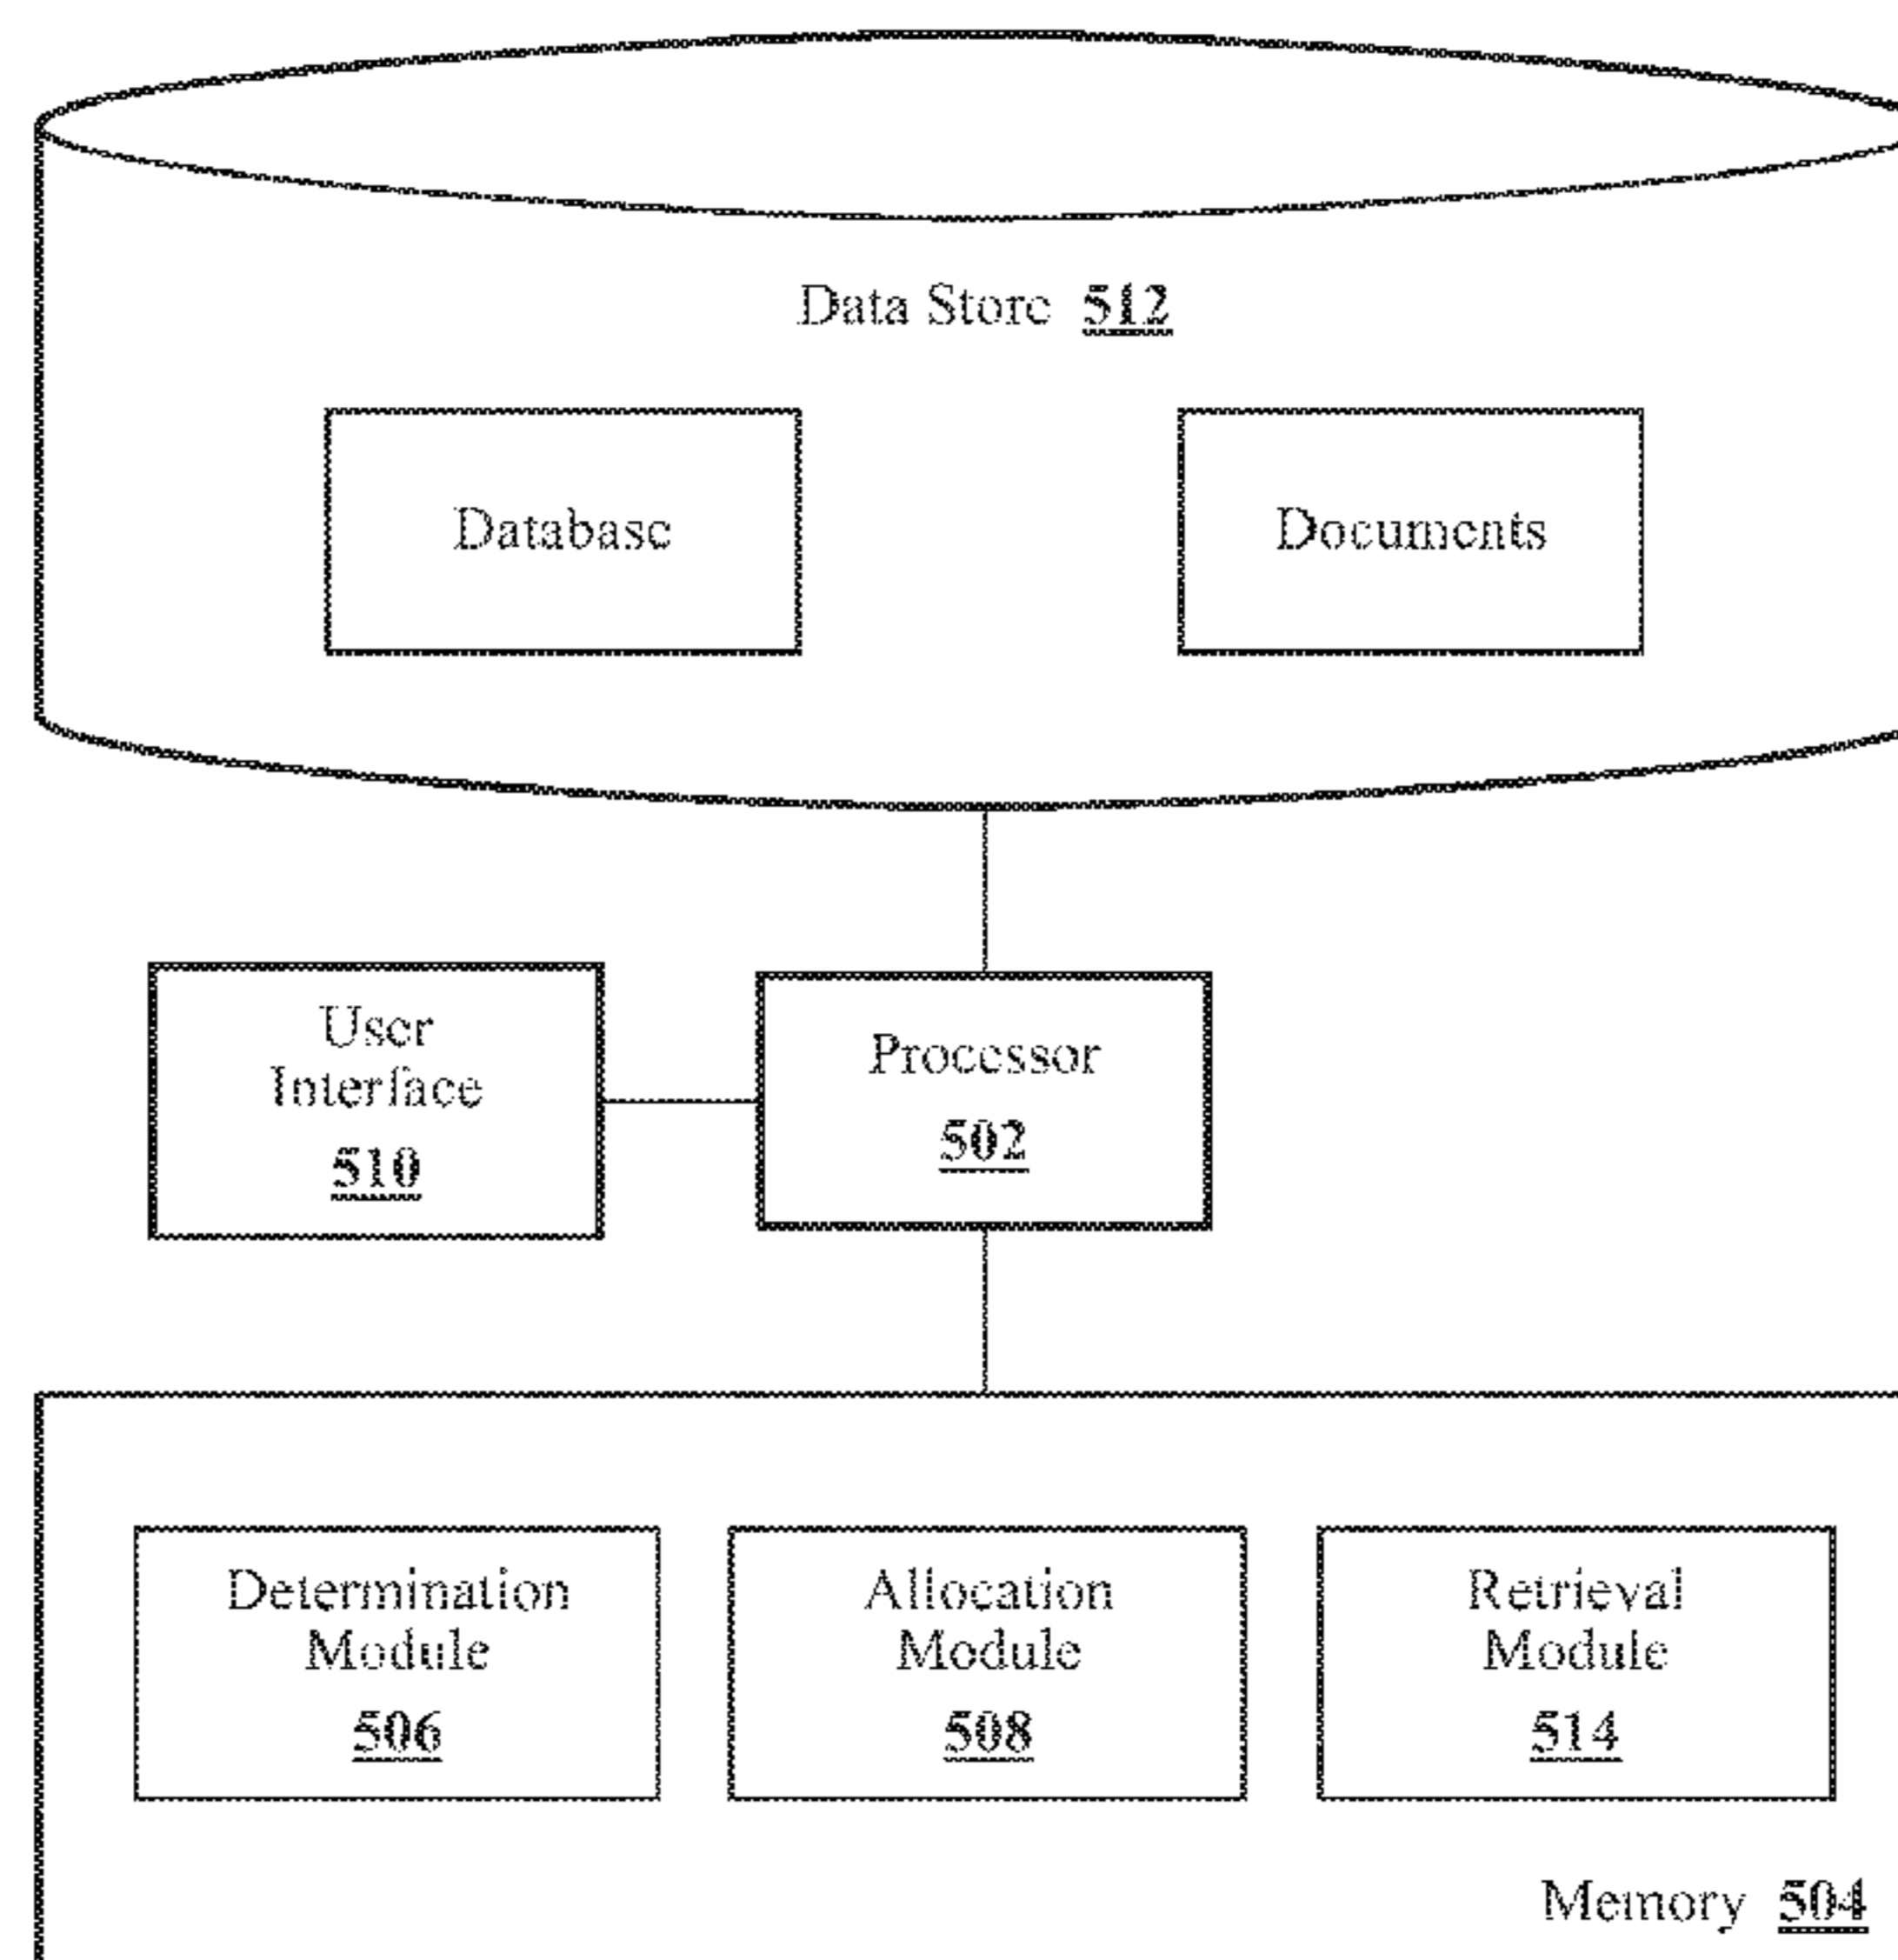 Data Store 512
Database
Documents
User
Interface
510
Processor
502
Determination
Module
506
Allocation
Module
508
Retrieval
Module
514
Memory 504